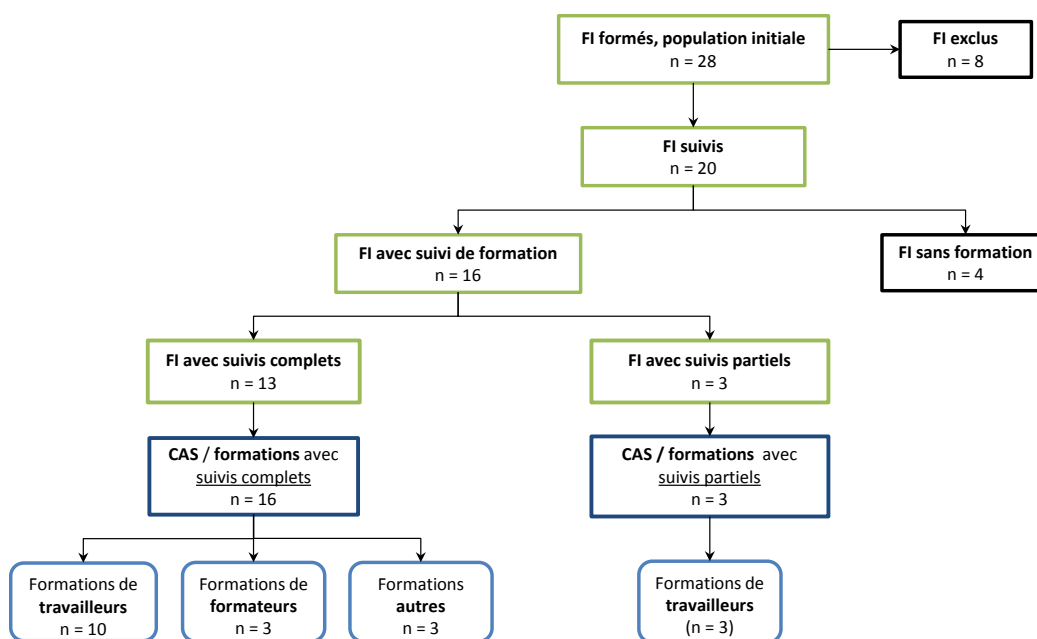 FI formés, population initiale
n = 28
FI exclus
n = 8
FI suivis
n = 20
FI avec suivi de formation
n = 16
FI sans formation
n = 4
FI avec suivis complets
n = 13
FI avec suivis partiels
n = 3
CAS / formations avec
suivis complets
n = 16
CAS / formations avec
suivis partiels
n = 3
Formations de
travailleurs
n = 10
Formations de
formateurs
n = 3
Formations
autres
n = 3
Formations de
travailleurs
(n = 3)